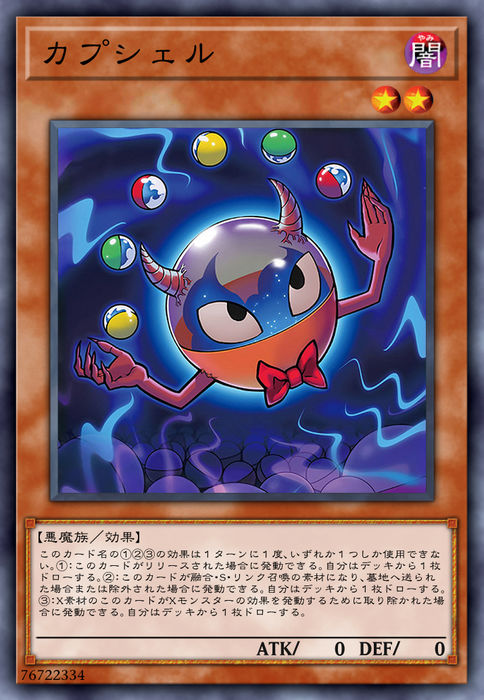 カプシェル
やみ
闇
【悪魔族／効果】
このカード名の①②③の効果は１ターンに１度、いずれか１つしか使用できな
い。①：このカードがリリースされた場合に発動できる。自分はデッキから１枚
ドローする。②：このカードが融合・S・リンク召喚の素材になり、墓地へ送られ
た場合または除外された場合に発動できる。自分はデッキから１枚ドローする。
③：X素材のこのカードがXモンスターの効果を発動するために取り除かれた場
合に発動できる。自分はデッキから１枚ドローする。
ATK/ 0 DEF/ 0
76722334